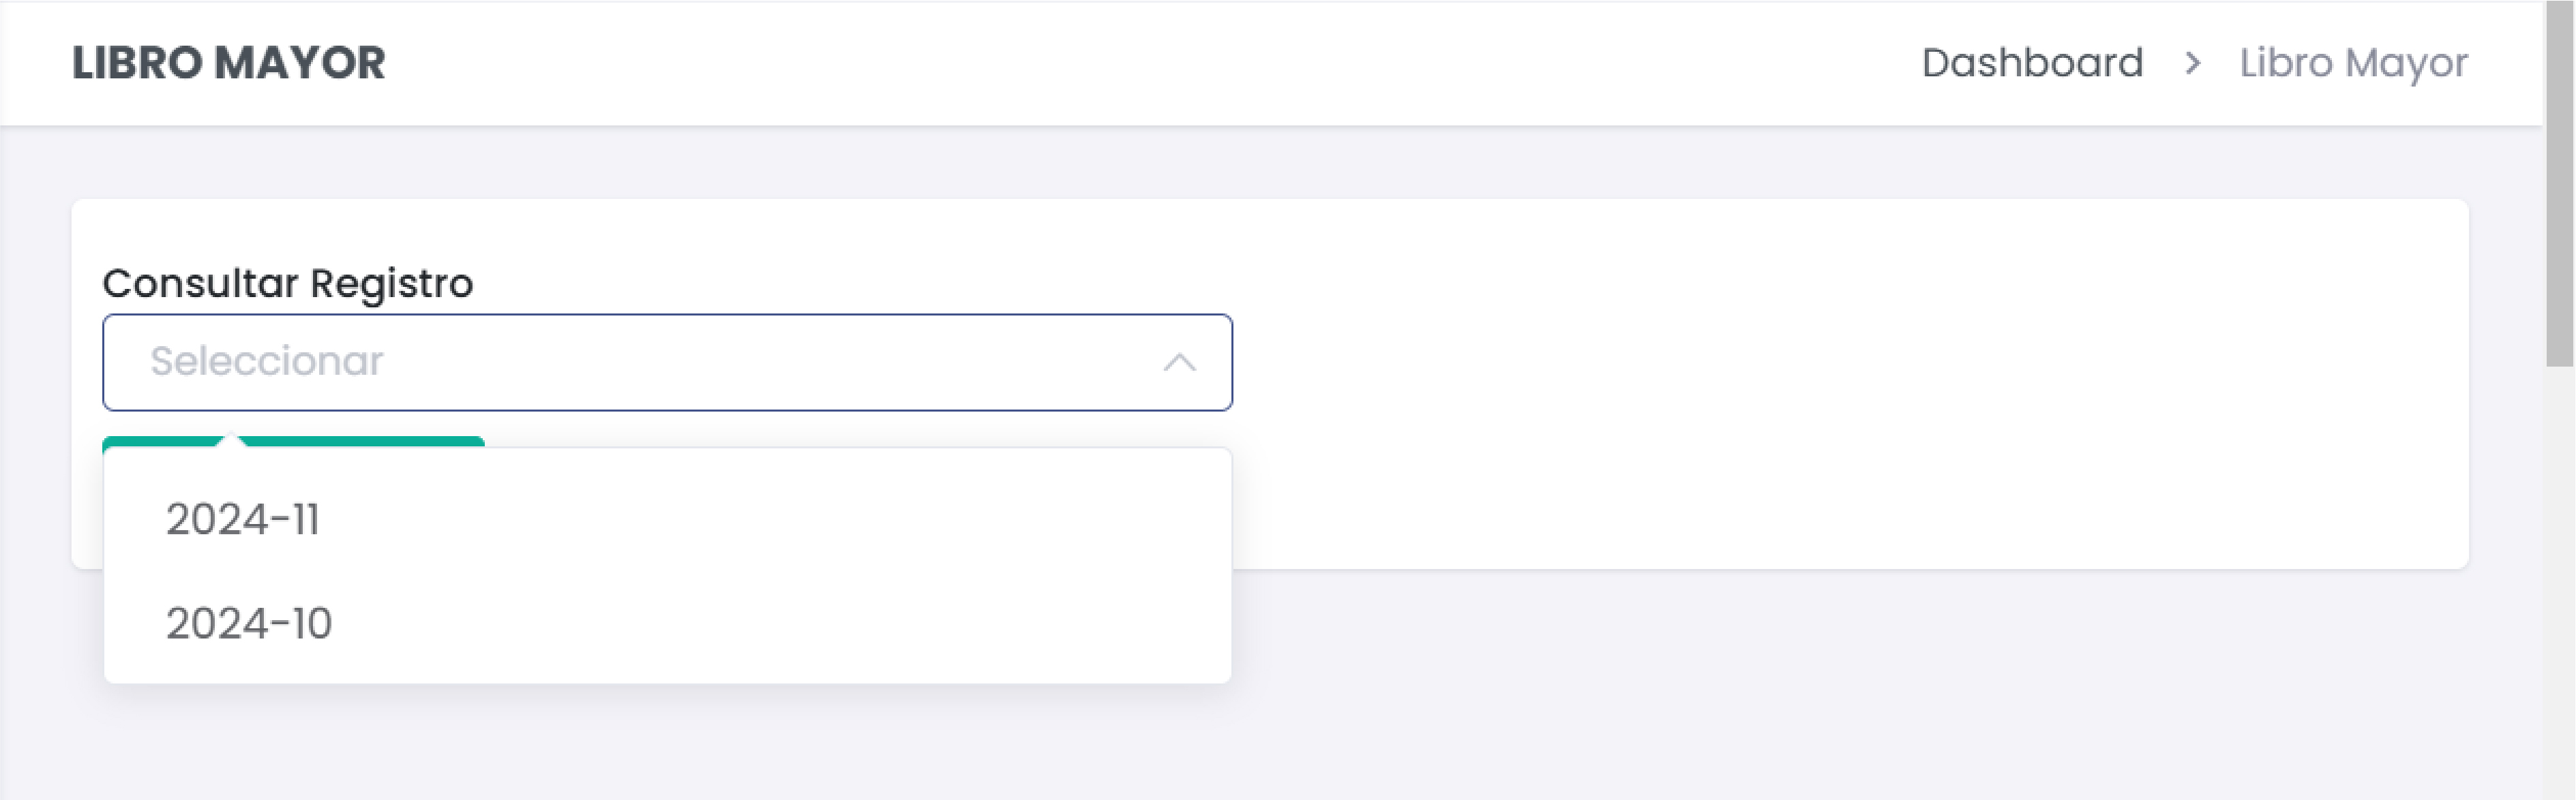 LIBRO MAYOR
Dashboard > Libro Mayor
Consultar Registro
Seleccionar
2024-11
2024-10